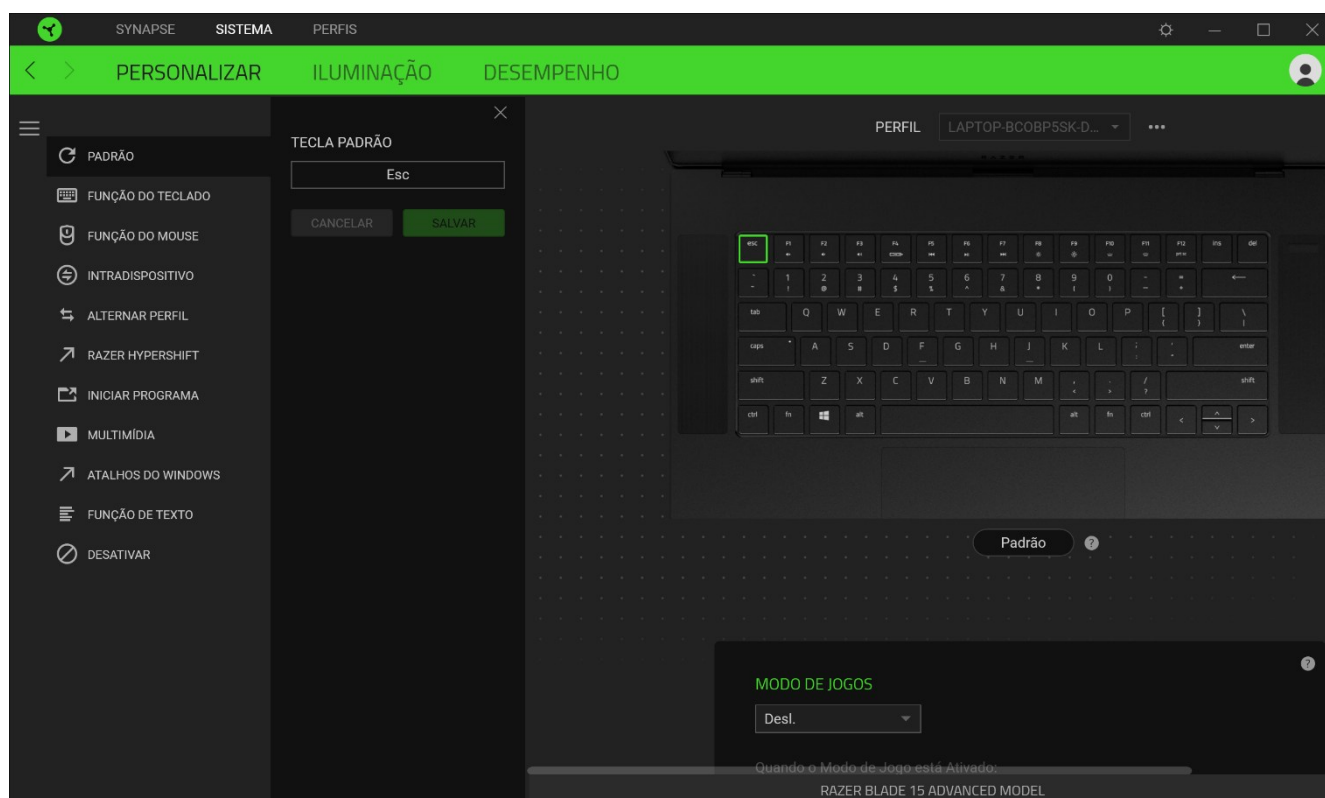 SYNAPSE SISTEMA PERFIS
PERSONALIZAR ILUMINAÇÃO DESEMPENHO
PADRÃO
FUNÇÃO DO TECLADO
FUNÇÃO DO MOUSE
INTRADISPOSITIVO
ALTERNAR PERFIL
RAZER HYPERSHIFT
INICIAR PROGRAMA
MULTIMÍDIA
ATALHOS DO WINDOWS
FUNÇÃO DE TEXTO
DESATIVAR
TECLA PADRÃO
Esc
CANCELAR SALVAR
PERFIL LAPTOP-BCOBP5SK-D...
esc F1 F2 F3 F4 F5 F6 F7 F8 F9 F10 F11 F12 ins del
1 2 3 4 5 6 7 8 9 0
tab Q W E R T Y U I O P [ ] \
caps A S D F G H J K L ; ' enter
shift Z X C V B N M , . / shift
ctrl fn alt alt fn ctrl
Padrão
MODO DE JOGOS
Desl.
Quando o Modo de Jogo está Ativado:
RAZER BLADE 15 ADVANCED MODEL